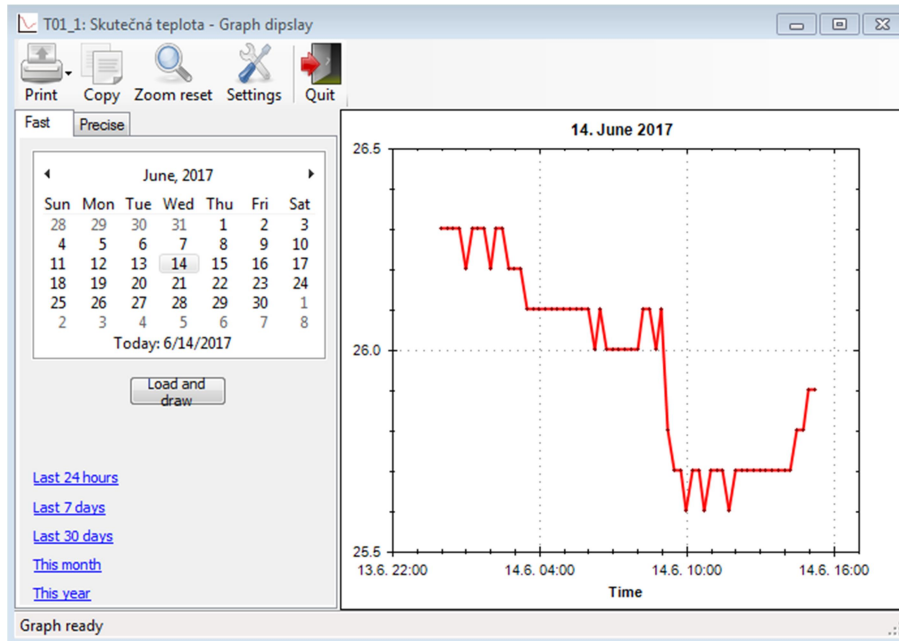 T01_1: Skutečná teplota - Graph dipslay
Print Copy Zoom reset Settings Quit
Fast Precise
June, 2017
Sun Mon Tue Wed Thu Fri Sat
28 29 30 31 1 2 3
4 5 6 7 8 9 10
11 12 13 14 15 16 17
18 19 20 21 22 23 24
25 26 27 28 29 30 1
2 3 4 5 6 7 8
Today: 6/14/2017
Load and
draw
Last 24 hours
Last 7 days
Last 30 days
This month
This year
14. June 2017
26.5
26.0
25.5
13.6. 22:00 14.6. 04:00 14.6. 10:00 14.6. 16:00
Time
Graph ready